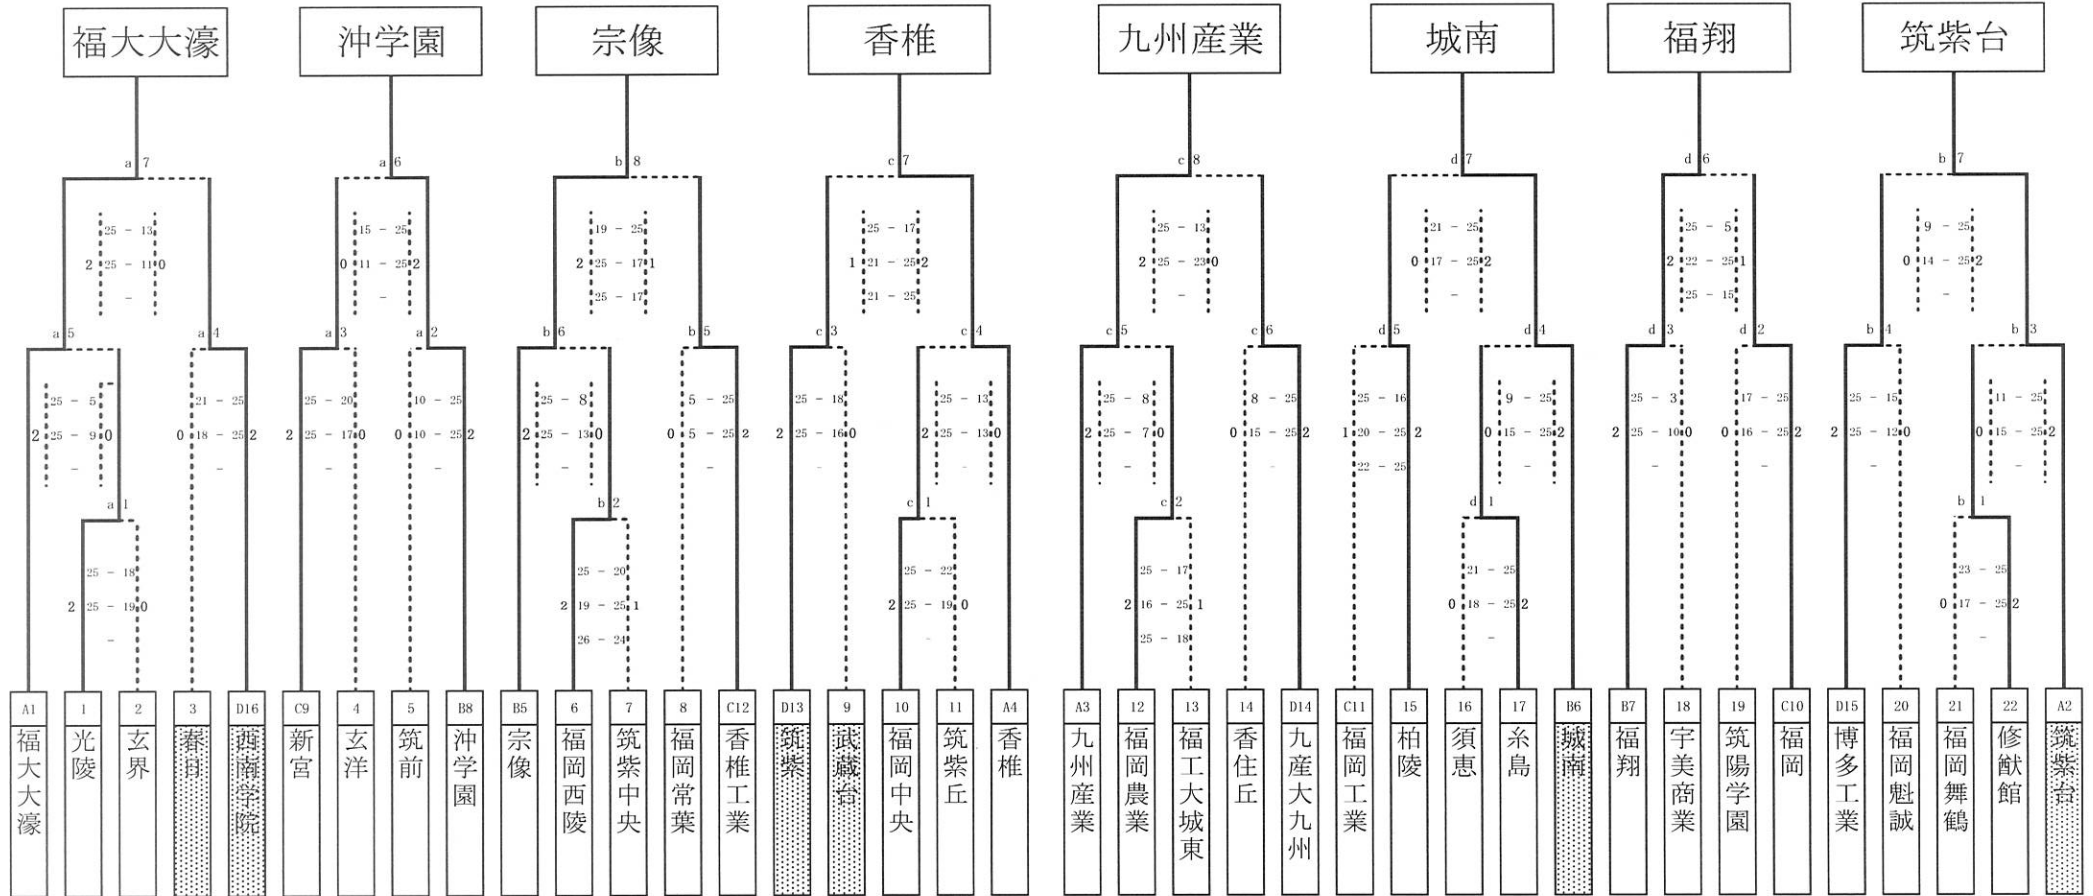 福大大濠 沖学園 宗像 香椎 九州産業 城南 福翔 筑紫台
a 7 a 6 b 8 c 7 c 8 d 7 d 6 b 7
25 - 13 15 - 25 19 - 25 25 - 17 25 - 13 21 - 25 25 - 5 9 - 25
2 25 - 11 0 0 11 - 25 2 2 25 - 17 1 1 21 - 25 2 2 25 - 23 0 0 17 - 25 2 2 22 - 25 1 0 14 - 25 2
- - 25 - 17 21 - 25 - - 25 - 15 -
a 5 a 4 a 3 a 2 b 6 b 5 c 3 c 4 c 5 c 6 d 5 d 4 d 3 d 2 b 4 b 3
25 - 5 21 - 25 25 - 20 10 - 25 25 - 8 5 - 25 25 - 18 25 - 13 25 - 8 8 - 25 25 - 16 9 - 25 25 - 3 17 - 25 25 - 15 11 - 25
2 25 - 9 0 0 18 - 25 2 2 25 - 17 0 0 10 - 25 2 2 25 - 13 0 0 5 - 25 2 2 25 - 16 0 2 25 - 13 0 2 25 - 7 0 0 15 - 25 2 1 20 - 25 2 0 15 - 25 2 2 25 - 10 0 0 16 - 25 2 2 25 - 12 0 0 15 - 25 2
- - - - - - - - - - 22 - 25 - - - - -
a 1 b 2 c 1 c 2 d 1 b 1
25 - 18 25 - 20 25 - 22 25 - 17 21 - 25 23 - 25
2 25 - 19 0 2 19 - 25 1 2 25 - 19 0 2 16 - 25 1 0 18 - 25 2 0 17 - 25 2
- 26 - 24 - 25 - 18 - -
A1 1 2 3 D16 C9 4 5 B8 B5 6 7 8 C12 D13 9 10 11 A4 A3 12 13 14 D14 C11 15 16 17 B6 B7 18 19 C10 D15 20 21 22 A2
福大大濠
光陵
玄界
春日
西南学院
新宮
玄洋
筑前
沖学園
宗像
福岡西陵
筑紫中央
福岡常葉
香椎工業
筑紫
武蔵台
福岡中央
筑紫丘
香椎
九州産業
福岡農業
福工大城東
香住丘
九産大九州
福岡工業
柏陵
須恵
糸島
城南
福翔
宇美商業
筑陽学園
福岡
博多工業
福岡魁誠
福岡舞鶴
修猷館
筑紫台